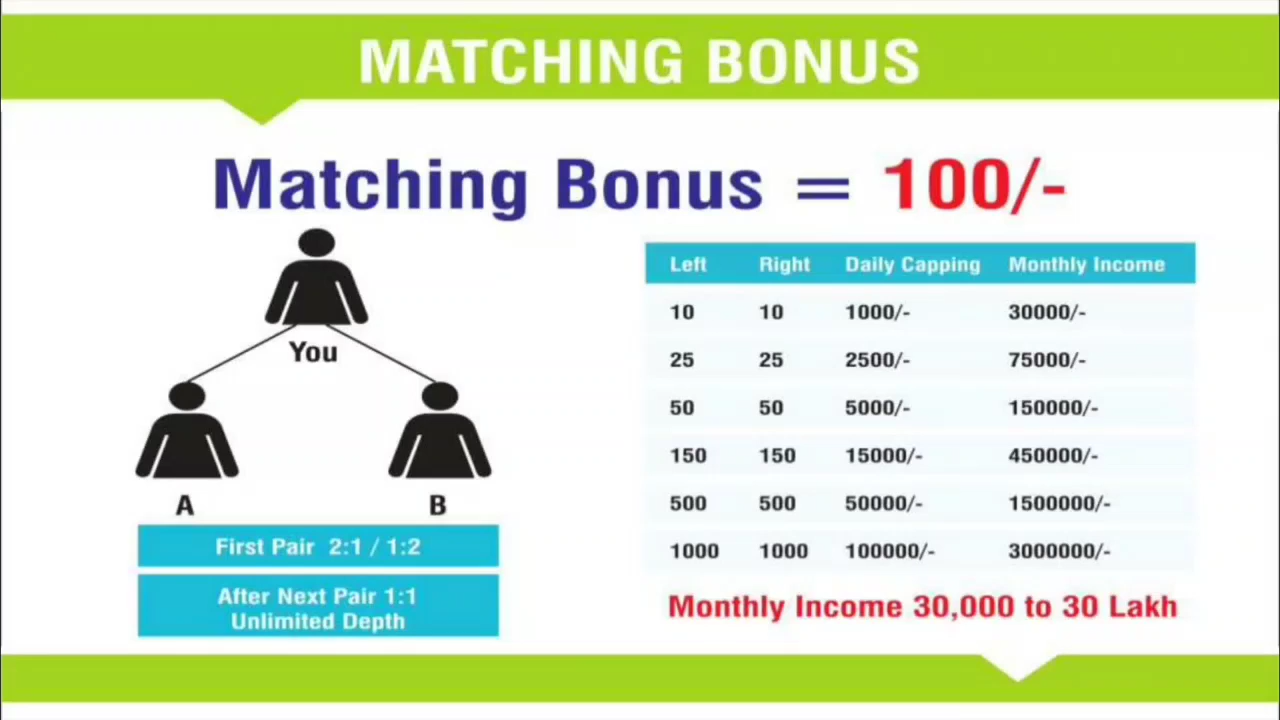 MATCHING BONUS
Matching Bonus = 100/-
You
A B
First Pair 2:1 / 1:2
After Next Pair 1:1
Unlimited Depth
Left Right Daily Capping Monthly Income
10 10 1000/- 30000/-
25 25 2500/- 75000/-
50 50 5000/- 150000/-
150 150 15000/- 450000/-
500 500 50000/- 1500000/-
1000 1000 100000/- 3000000/-
Monthly Income 30,000 to 30 Lakh